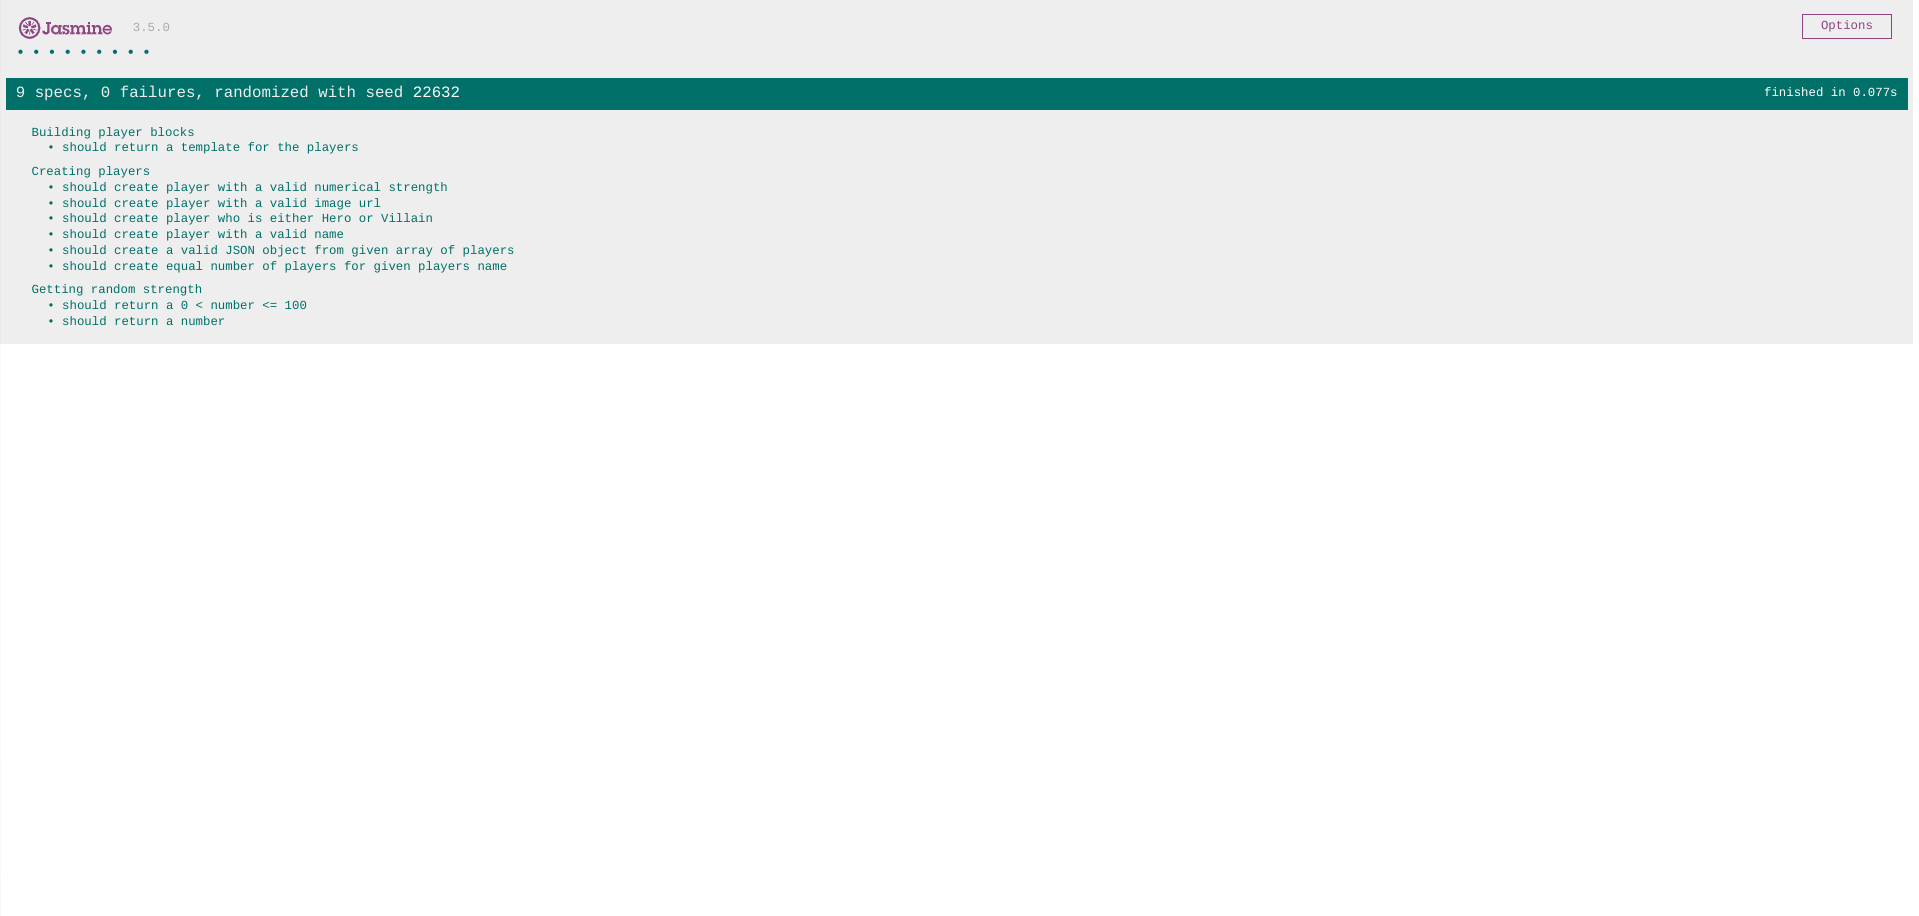 Jasmine 3.5.0 Options
• • • • • • • • •
9 specs, 0 failures, randomized with seed 22632 finished in 0.077s
Building player blocks
• should return a template for the players
Creating players
• should create player with a valid numerical strength
• should create player with a valid image url
• should create player who is either Hero or Villain
• should create player with a valid name
• should create a valid JSON object from given array of players
• should create equal number of players for given players name
Getting random strength
• should return a 0 < number <= 100
• should return a number